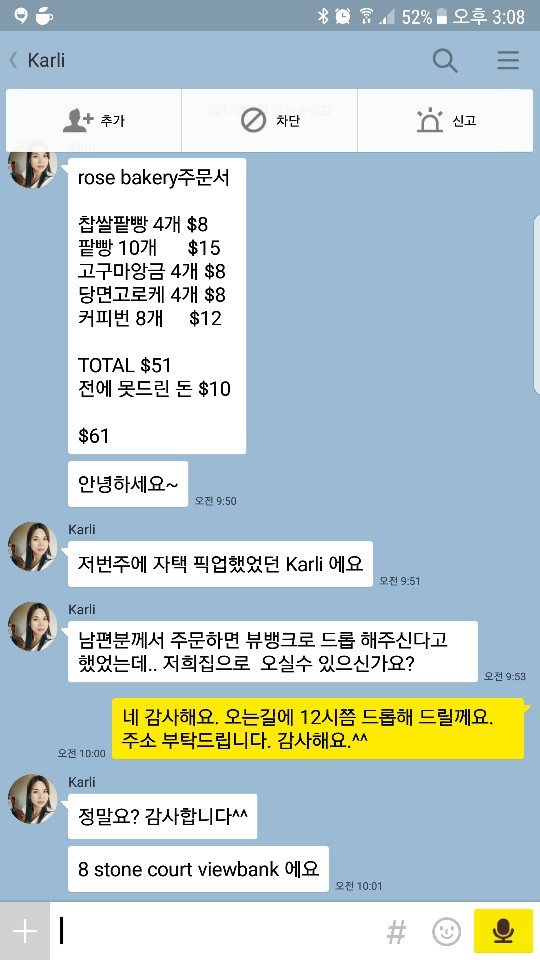 52% 오후 3:08
Karli
추가 차단 신고
rose bakery주문서
찹쌀팥빵 4개 $8
팥빵 10개 $15
고구마앙금 4개 $8
당면고로케 4개 $8
커피번 8개 $12
TOTAL $51
전에 못드린 돈 $10
$61
안녕하세요~
오전 9:50
Karli
저번주에 자택 픽업했었던 Karli 에요
오전 9:51
Karli
남편분께서 주문하면 뷰뱅크로 드롭 해주신다고
했었는데.. 저희집으로 오실수 있으신가요?
오전 9:53
네 감사해요. 오는길에 12시쯤 드롭해 드릴께요.
주소 부탁드립니다. 감사해요.^^
오전 10:00
Karli
정말요? 감사합니다^^
8 stone court viewbank 에요
오전 10:01
#